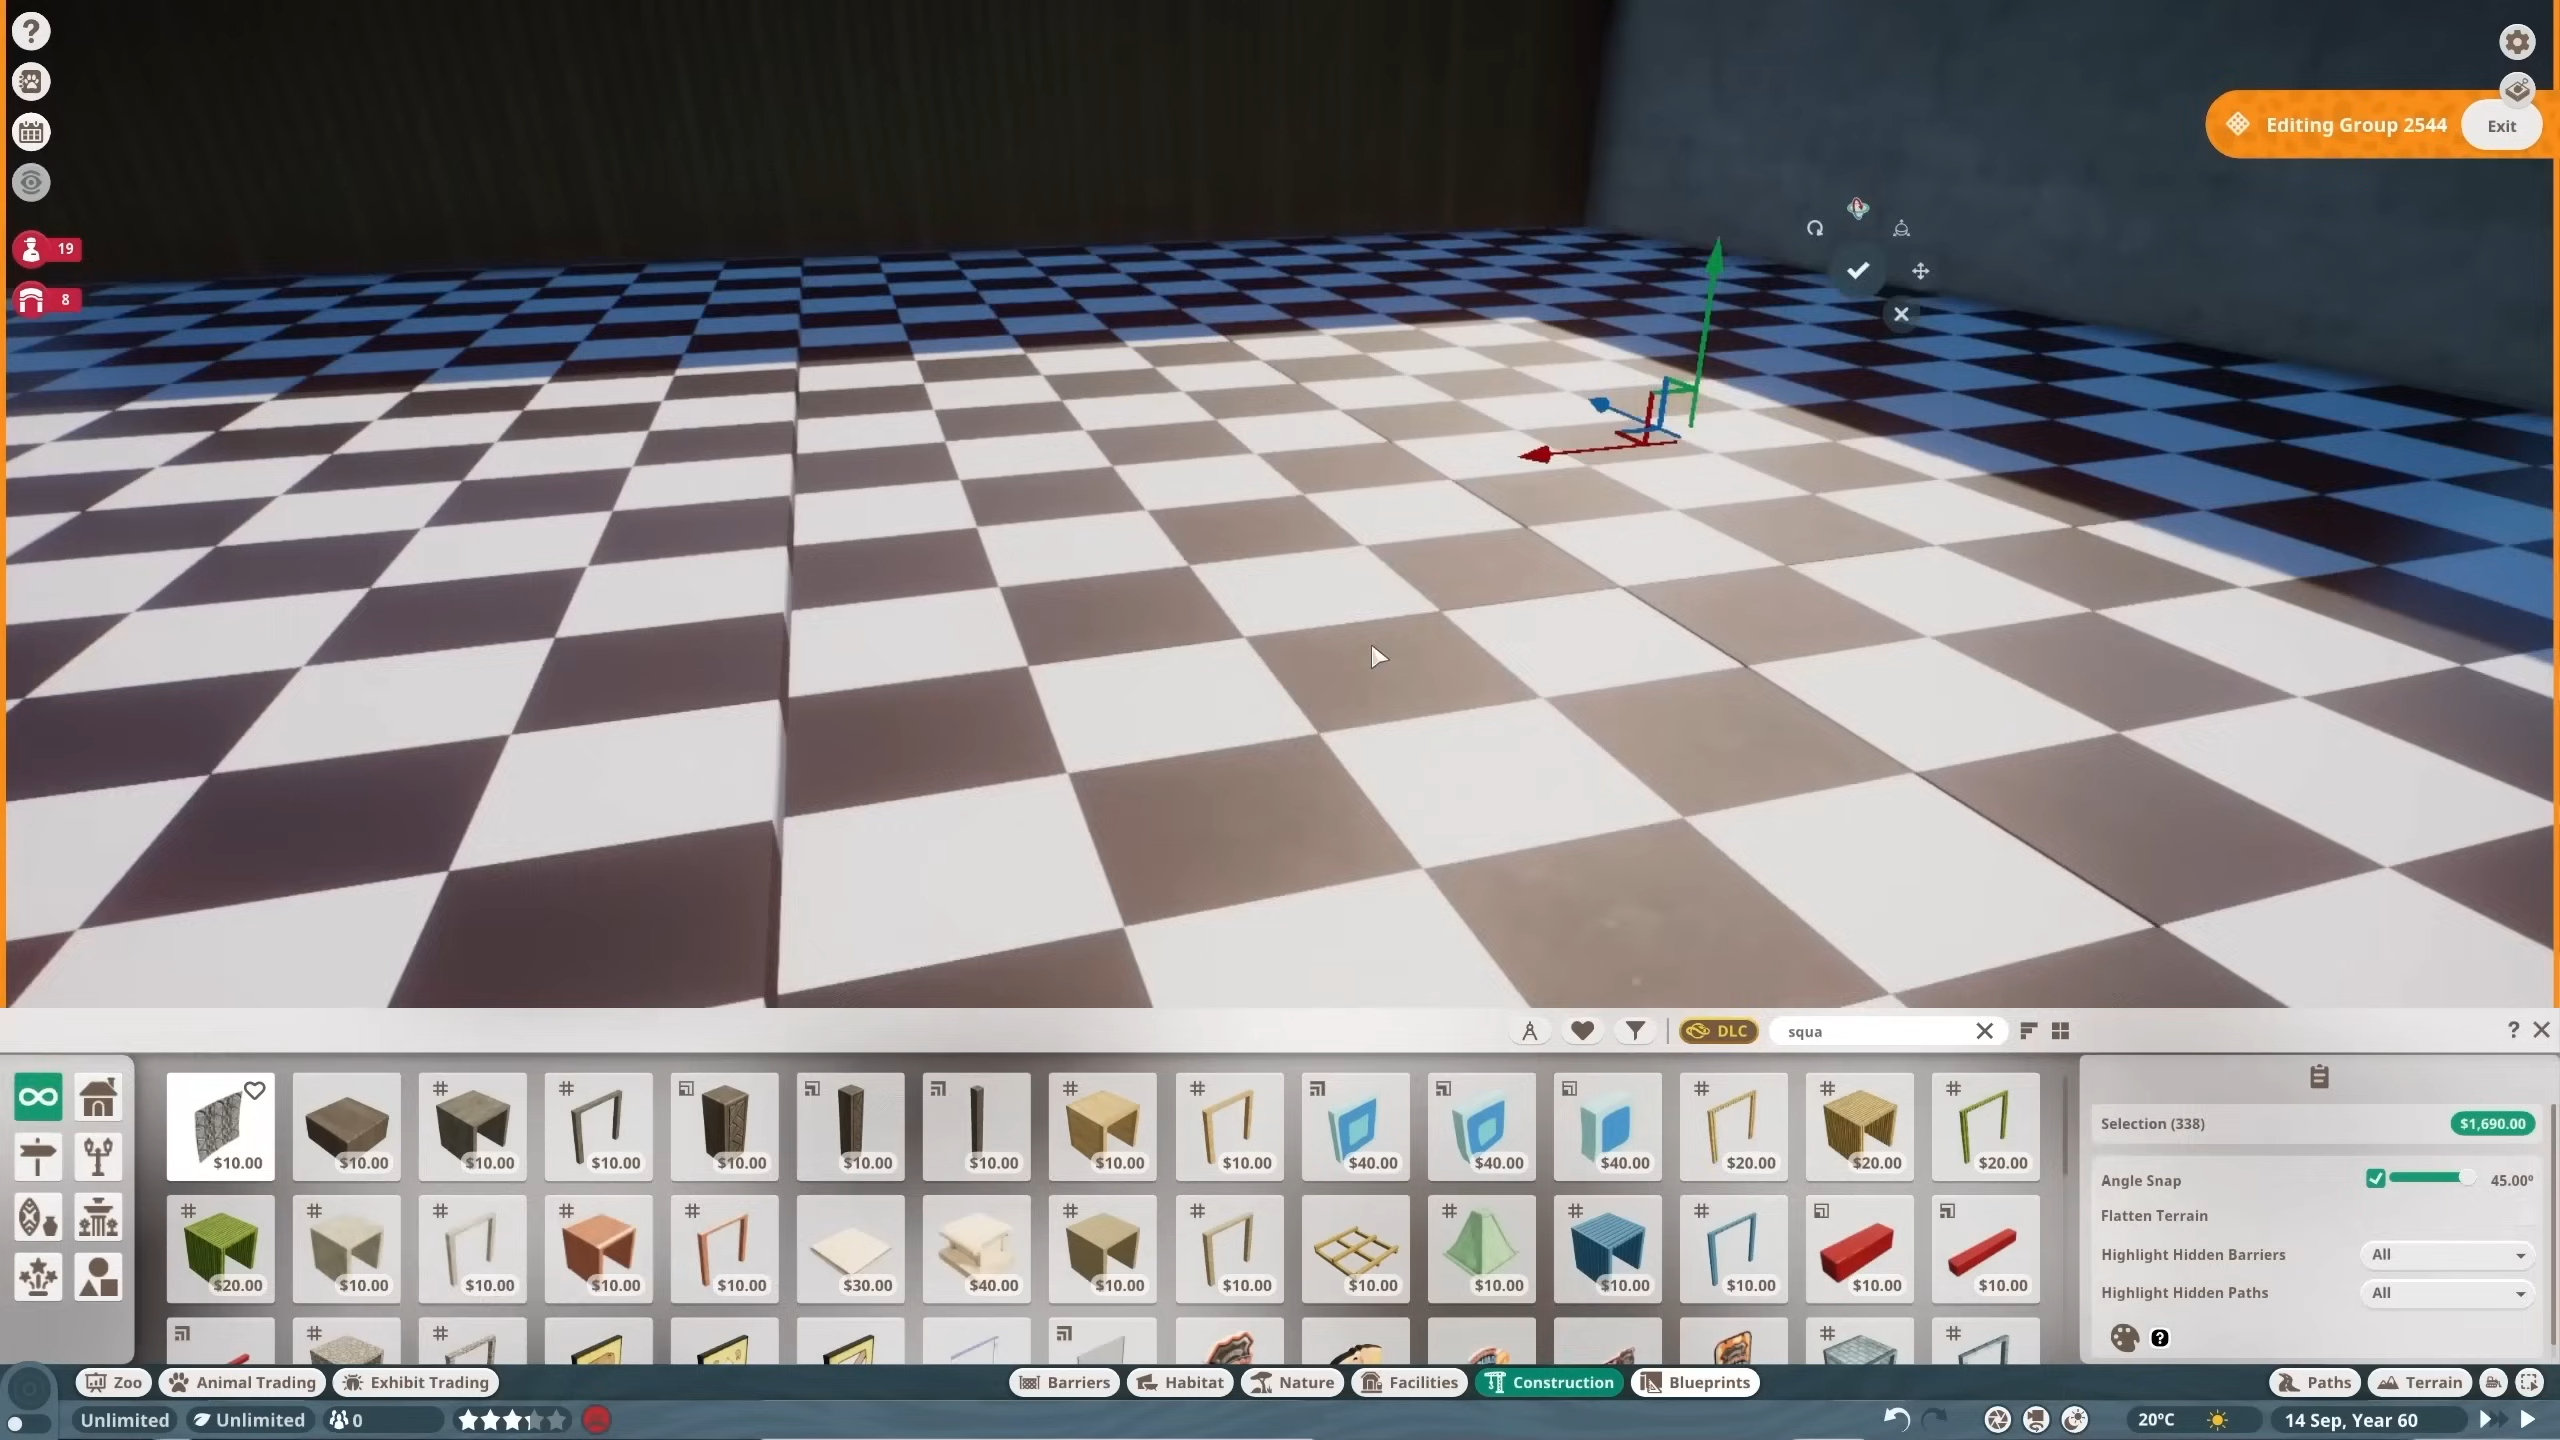 Editing Group 2544 Exit
19
8
DLC squa
$10.00 $10.00 $10.00 $10.00 $10.00 $10.00 $10.00 $10.00 $10.00 $40.00 $40.00 $40.00 $20.00 $20.00 $20.00
$20.00 $10.00 $10.00 $10.00 $10.00 $30.00 $40.00 $10.00 $10.00 $10.00 $10.00 $10.00 $10.00 $10.00 $10.00
Selection (338) $1,690.00
Angle Snap 45.00°
Flatten Terrain
Highlight Hidden Barriers All
Highlight Hidden Paths All
Zoo Animal Trading Exhibit Trading Barriers Habitat Nature Facilities Construction Blueprints Paths Terrain
Unlimited Unlimited 0 20°C 14 Sep, Year 60